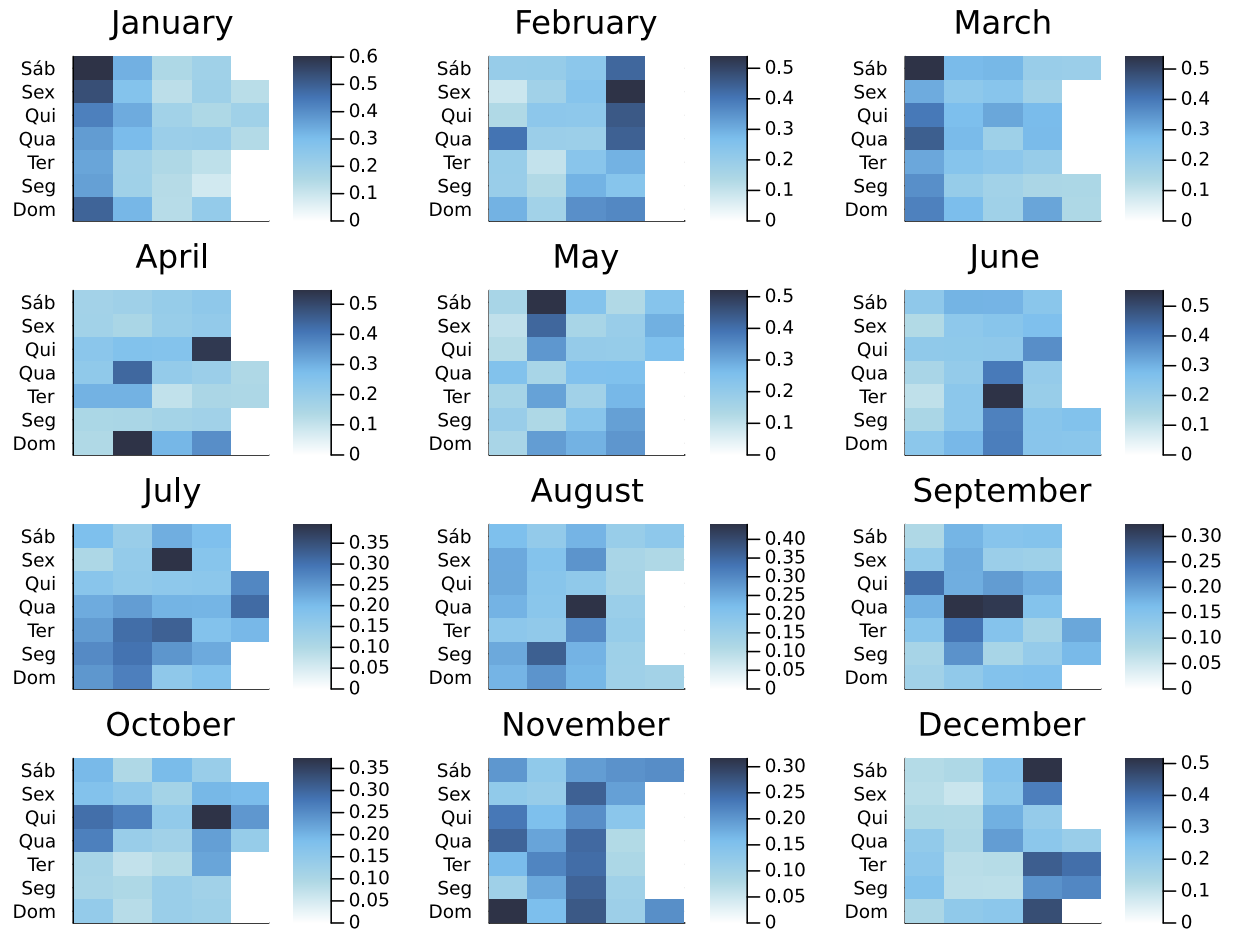 January
Sáb
Sex
Qui
Qua
Ter
Seg
Dom
0.6
0.5
0.4
0.3
0.2
0.1
0
February
0.5
0.4
0.3
0.2
0.1
0
March
Sáb
Sex
Qui
Qua
Ter
Seg
Dom
0.5
0.4
0.3
0.2
0.1
0
April
Sáb
Sex
Qui
Qua
Ter
Seg
Dom
0.5
0.4
0.3
0.2
0.1
0
May
Sáb
Sex
Qui
Qua
Ter
Seg
Dom
0.5
0.4
0.3
0.2
0.1
0
June
Sáb
Sex
Qui
Qua
Ter
Seg
Dom
0.5
0.4
0.3
0.2
0.1
0
July
Sáb
Sex
Qui
Qua
Ter
Seg
Dom
0.35
0.30
0.25
0.20
0.15
0.10
0.05
0
August
Sáb
Sex
Qui
Qua
Ter
Seg
Dom
0.40
0.35
0.30
0.25
0.20
0.15
0.10
0.05
0
September
Sáb
Sex
Qui
Qua
Ter
Seg
Dom
0.30
0.25
0.20
0.15
0.10
0.05
0
October
Sáb
Sex
Qui
Qua
Ter
Seg
Dom
0.35
0.30
0.25
0.20
0.15
0.10
0.05
0
November
Sáb
Sex
Qui
Qua
Ter
Seg
Dom
0.30
0.25
0.20
0.15
0.10
0.05
0
December
Sáb
Sex
Qui
Qua
Ter
Seg
Dom
0.5
0.4
0.3
0.2
0.1
0